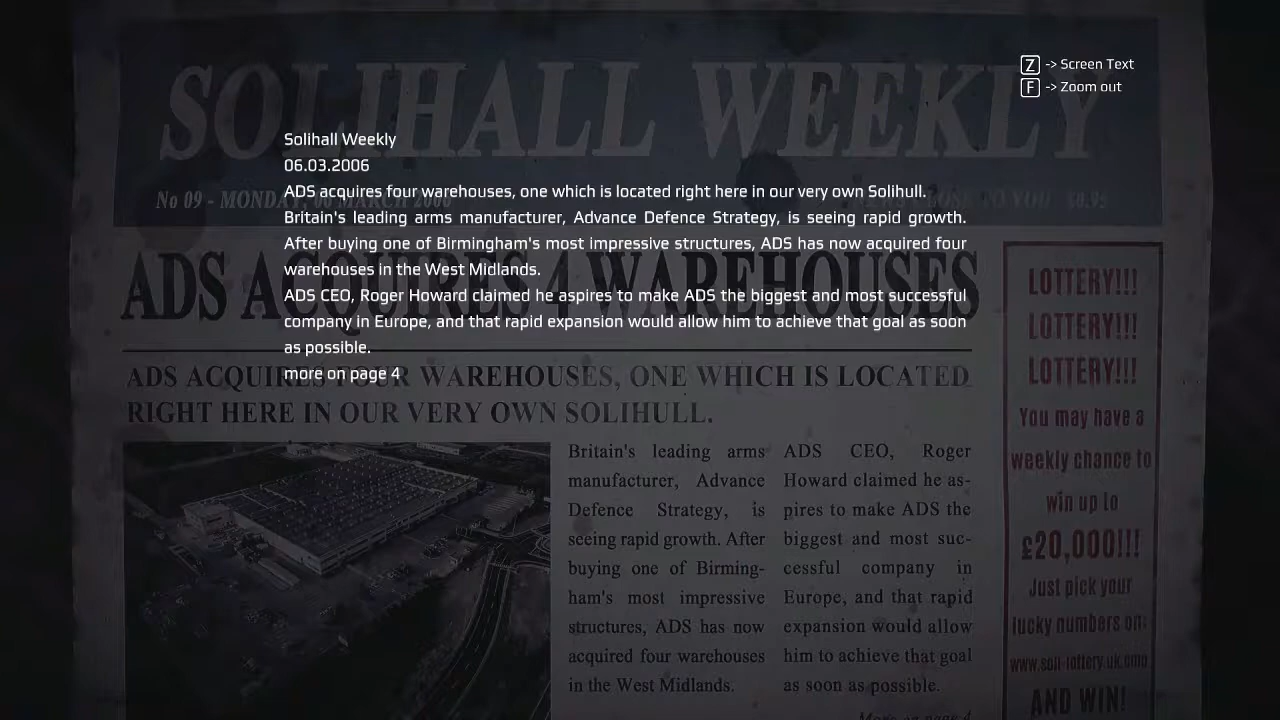 SOLIHALL WEEKLY
Z -> Screen Text
F -> Zoom out
Solihall Weekly
06.03.2006
ADS acquires four warehouses, one which is located right here in our very own Solihull.
Britain's leading arms manufacturer, Advance Defence Strategy, is seeing rapid growth.
After buying one of Birmingham's most impressive structures, ADS has now acquired four
warehouses in the West Midlands.
ADS CEO, Roger Howard claimed he aspires to make ADS the biggest and most successful
company in Europe, and that rapid expansion would allow him to achieve that goal as soon
as possible.
more on page 4
No 09 - MONDAY, 06 MARCH 2006
CLOSE TO YOU £0.95
ADS ACQUIRES 4 WAREHOUSES
ADS ACQUIRES FOUR WAREHOUSES, ONE WHICH IS LOCATED
RIGHT HERE IN OUR VERY OWN SOLIHULL.
Britain's leading arms
manufacturer, Advance
Defence Strategy, is
seeing rapid growth. After
buying one of Birming-
ham's most impressive
structures, ADS has now
acquired four warehouses
in the West Midlands.
ADS CEO, Roger
Howard claimed he as-
pires to make ADS the
biggest and most suc-
cessful company in
Europe, and that rapid
expansion would allow
him to achieve that goal
as soon as possible.
More on page 4
LOTTERY!!!
LOTTERY!!!
LOTTERY!!!
You may have a
weekly chance to
win up to
£20,000!!!
Just pick your
lucky numbers on:
AND WIN!